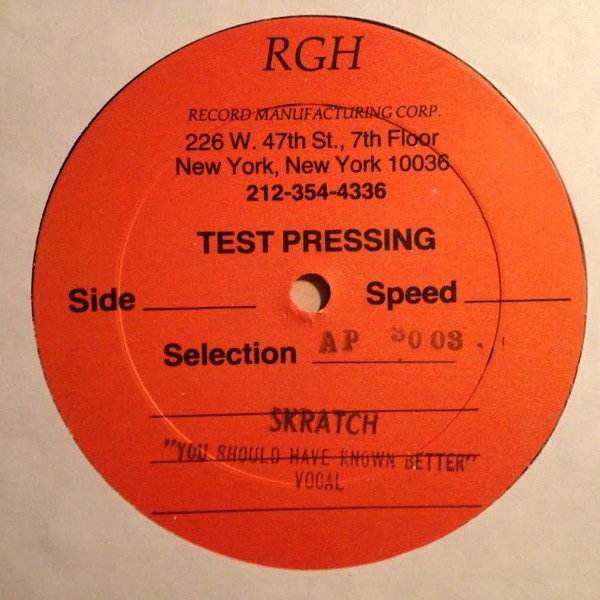 RGH
RECORD MANUFACTURING CORP.
226 W. 47th St., 7th Floor
New York, New York 10036
212-354-4336
TEST PRESSING
Side Speed
Selection AP 3008
SKRATCH
"YOU SHOULD HAVE KNOWN BETTER"
VOCAL